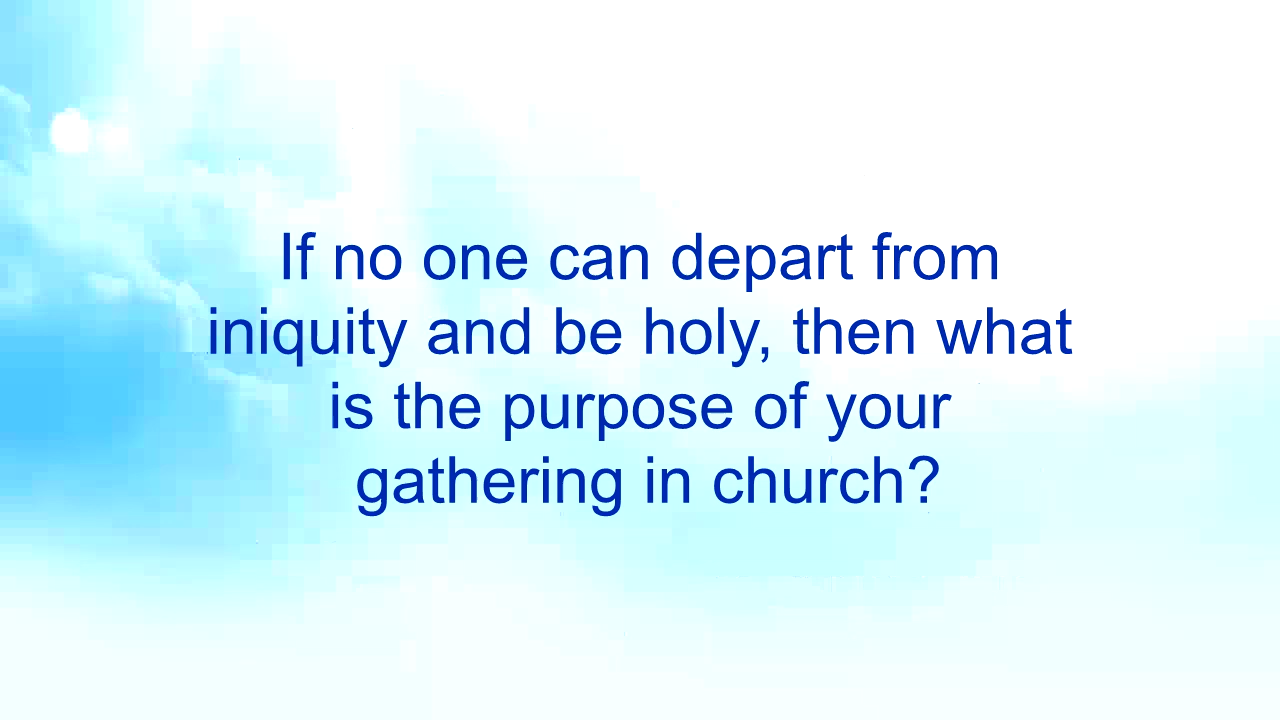 If no one can depart from
iniquity and be holy, then what
is the purpose of your
gathering in church?